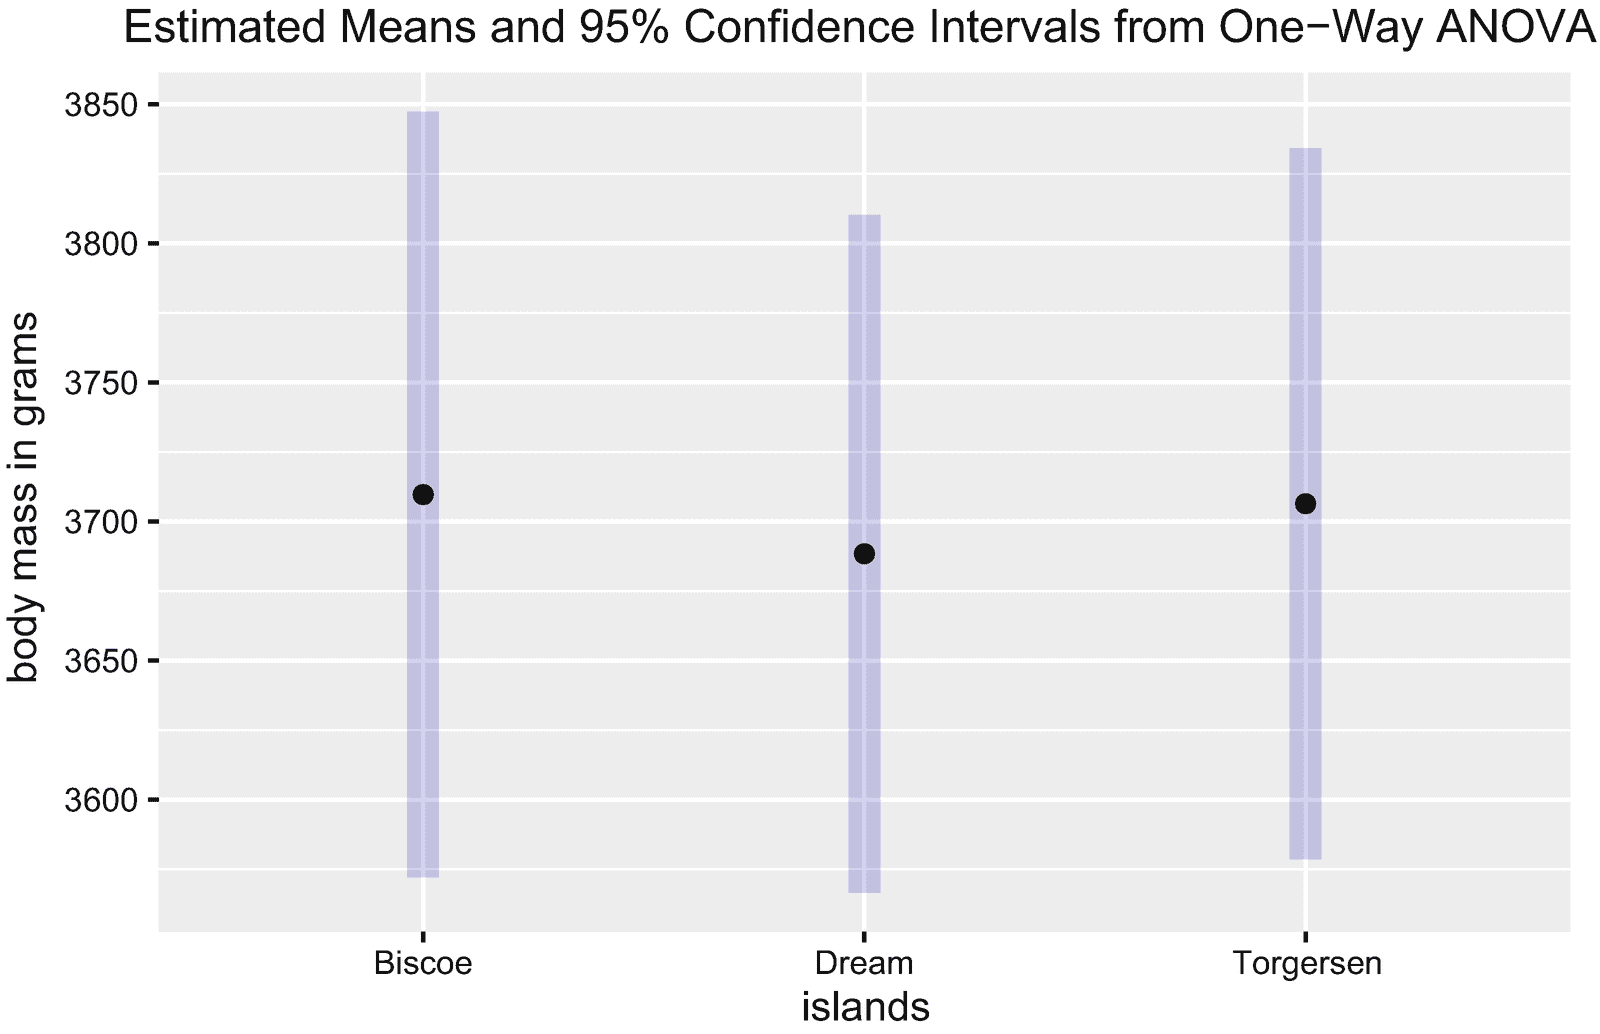 Estimated Means and 95% Confidence Intervals from One−Way ANOVA
body mass in grams
3850
3800
3750
3700
3650
3600
Biscoe Dream Torgersen
islands